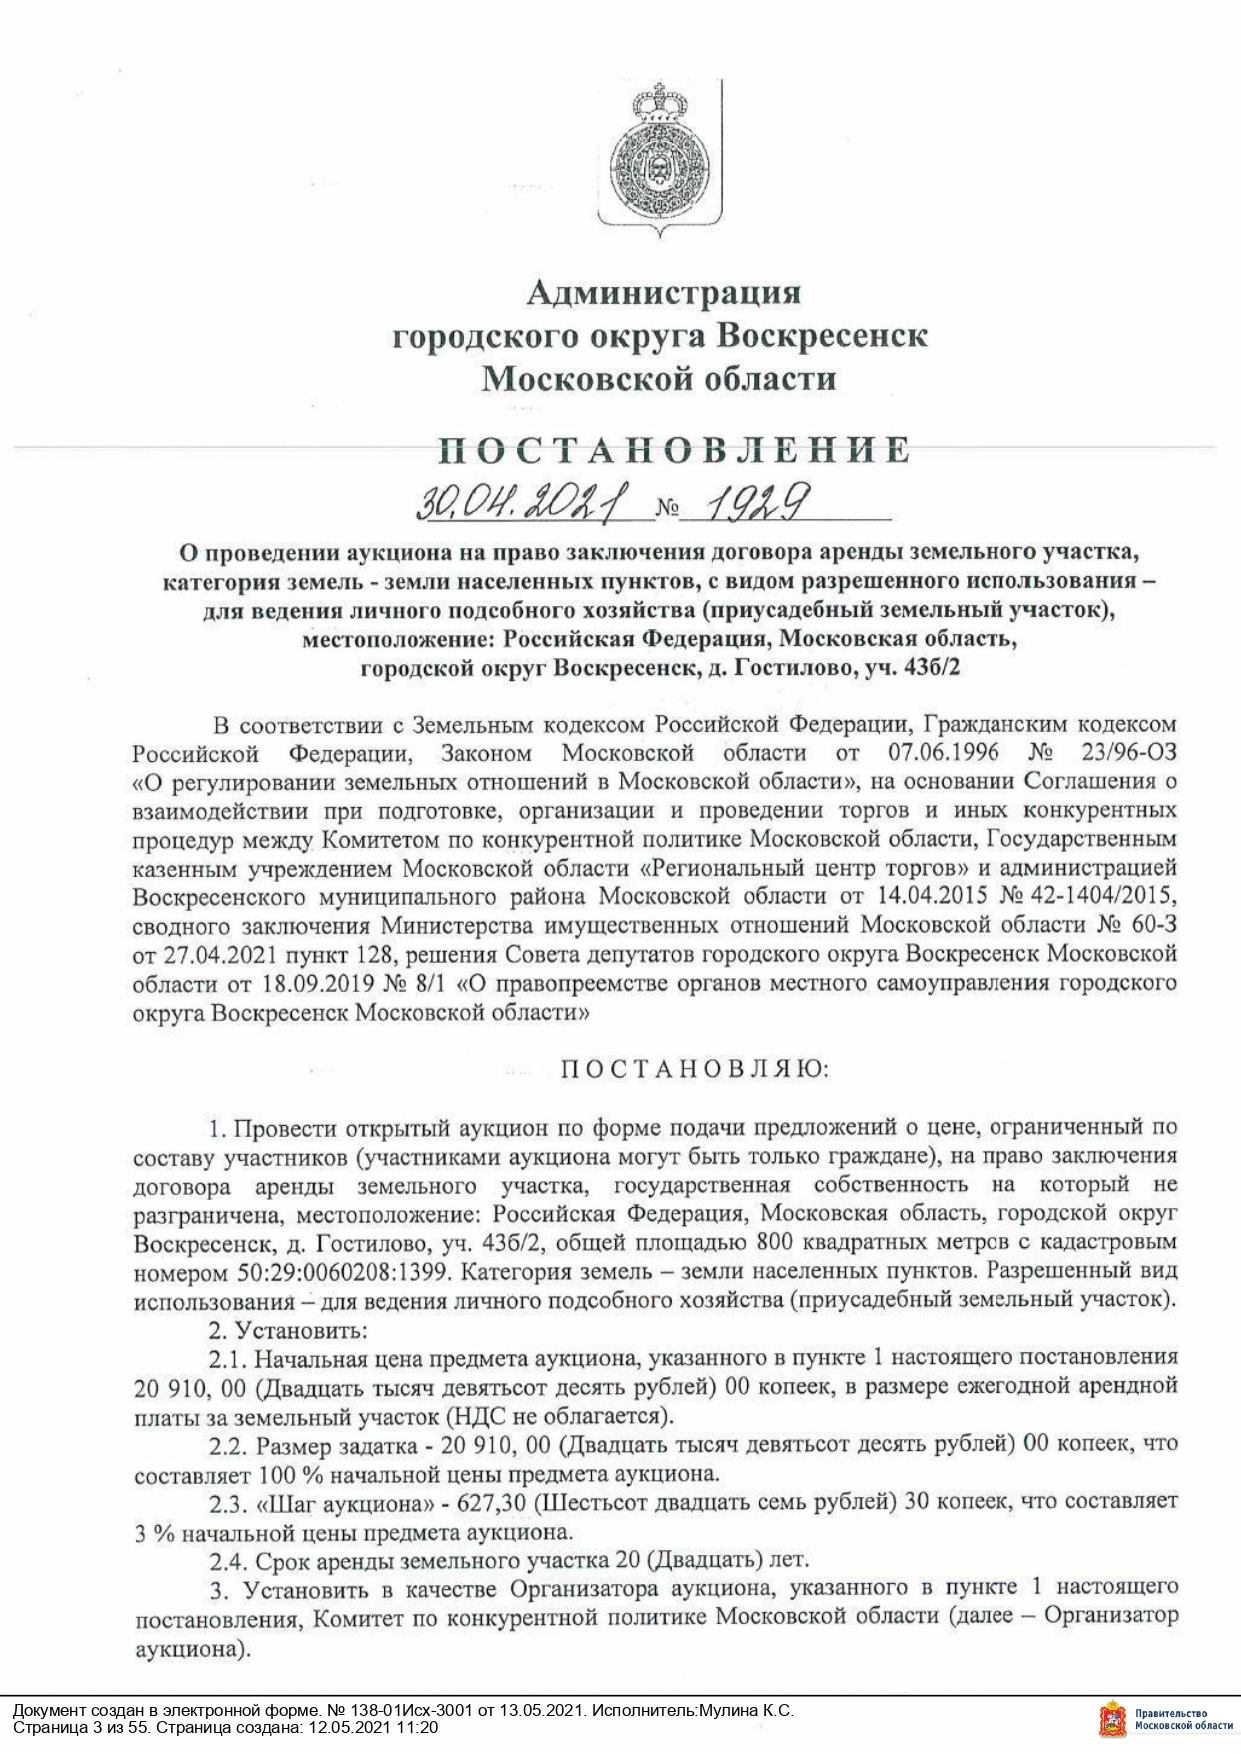 Администрация
городского округа Воскресенск
Московской области
ПОСТАНОВЛЕНИЕ
30.04.2021 № 1929
О проведении аукциона на право заключения договора аренды земельного участка,
категория земель - земли населенных пунктов, с видом разрешенного использования –
для ведения личного подсобного хозяйства (приусадебный земельный участок),
местоположение: Российская Федерация, Московская область,
городской округ Воскресенск, д. Гостилово, уч. 43б/2
В соответствии с Земельным кодексом Российской Федерации, Гражданским кодексом
Российской Федерации, Законом Московской области от 07.06.1996 № 23/96-ОЗ
«О регулировании земельных отношений в Московской области», на основании Соглашения о
взаимодействии при подготовке, организации и проведении торгов и иных конкурентных
процедур между Комитетом по конкурентной политике Московской области, Государственным
казенным учреждением Московской области «Региональный центр торгов» и администрацией
Воскресенского муниципального района Московской области от 14.04.2015 № 42-1404/2015,
сводного заключения Министерства имущественных отношений Московской области № 60-З
от 27.04.2021 пункт 128, решения Совета депутатов городского округа Воскресенск Московской
области от 18.09.2019 № 8/1 «О правопреемстве органов местного самоуправления городского
округа Воскресенск Московской области»
ПОСТАНОВЛЯЮ:
1. Провести открытый аукцион по форме подачи предложений о цене, ограниченный по
составу участников (участниками аукциона могут быть только граждане), на право заключения
договора аренды земельного участка, государственная собственность на который не
разграничена, местоположение: Российская Федерация, Московская область, городской округ
Воскресенск, д. Гостилово, уч. 43б/2, общей площадью 800 квадратных метров с кадастровым
номером 50:29:0060208:1399. Категория земель – земли населенных пунктов. Разрешенный вид
использования – для ведения личного подсобного хозяйства (приусадебный земельный участок).
2. Установить:
2.1. Начальная цена предмета аукциона, указанного в пункте 1 настоящего постановления
20 910, 00 (Двадцать тысяч девятьсот десять рублей) 00 копеек, в размере ежегодной арендной
платы за земельный участок (НДС не облагается).
2.2. Размер задатка - 20 910, 00 (Двадцать тысяч девятьсот десять рублей) 00 копеек, что
составляет 100 % начальной цены предмета аукциона.
2.3. «Шаг аукциона» - 627,30 (Шестьсот двадцать семь рублей) 30 копеек, что составляет
3 % начальной цены предмета аукциона.
2.4. Срок аренды земельного участка 20 (Двадцать) лет.
3. Установить в качестве Организатора аукциона, указанного в пункте 1 настоящего
постановления, Комитет по конкурентной политике Московской области (далее – Организатор
аукциона).
Документ создан в электронной форме. № 138-01Исх-3001 от 13.05.2021. Исполнитель:Мулина К.С.
Страница 3 из 55. Страница создана: 12.05.2021 11:20
Правительство
Московской области